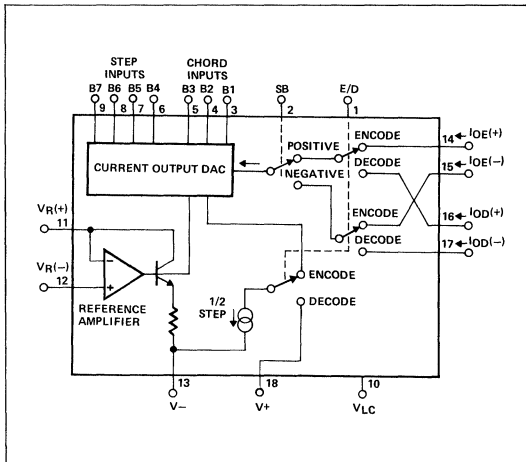 STEP INPUTS
CHORD INPUTS
B7 B6 B5 B4 B3 B2 B1 SB E/D
9 8 7 6 5 4 3 2 1
ENCODE
14 IOE(+)
POSITIVE
15 IOE(−)
CURRENT OUTPUT DAC
DECODE
NEGATIVE
VR(+)
11
ENCODE
16 IOD(+)
DECODE
17 IOD(−)
VR(−)
12
−
+
ENCODE
REFERENCE AMPLIFIER
1/2 STEP
DECODE
13 18 10
V− V+ VLC